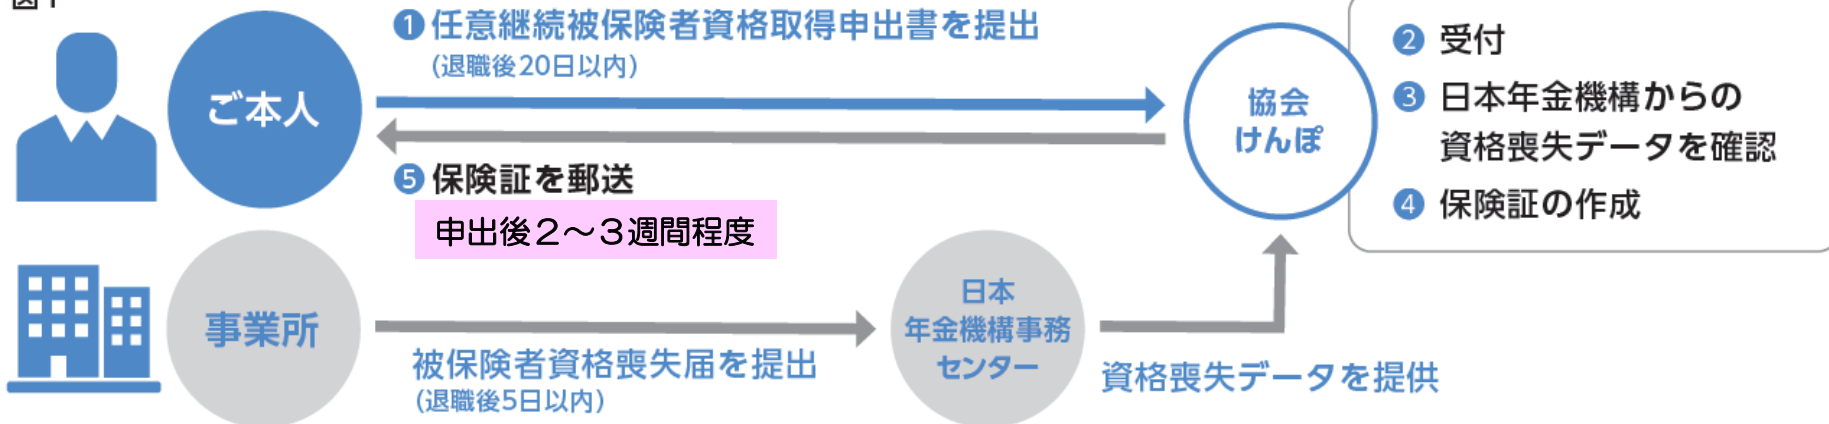 ❶任意継続被保険者資格取得申出書を提出
(退職後20日以内)
ご本人
協会
けんぽ
❷ 受付
❸ 日本年金機構からの
資格喪失データを確認
❹ 保険証の作成
❺保険証を郵送
申出後2～3週間程度
事業所
被保険者資格喪失届を提出
(退職後5日以内)
日本
年金機構事務
センター
資格喪失データを提供